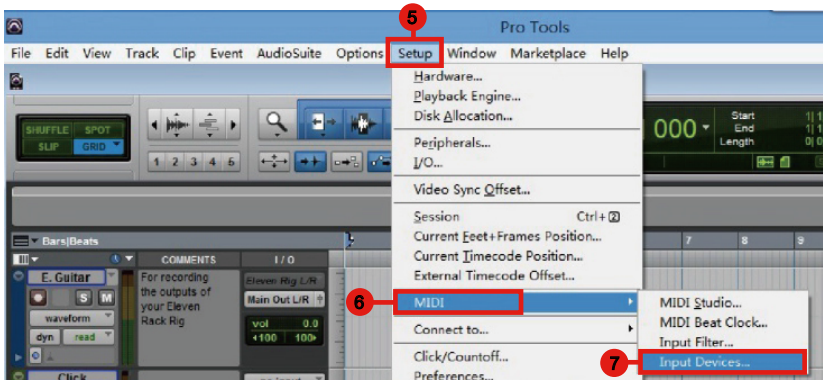 5
Pro Tools
File Edit View Track Clip Event AudioSuite Options Setup Window Marketplace Help
Hardware...
Playback Engine...
Disk Allocation...
Peripherals...
I/O...
Video Sync Offset...
Session Ctrl+2
Current Feet+Frames Position...
Current Timecode Position...
External Timecode Offset...
6
MIDI
Connect to...
Click/Countoff...
Preferences...
MIDI Studio...
MIDI Beat Clock...
Input Filter...
7
Input Devices...
SHUFFLE SPOT
SLIP GRID
1 2 3 4 5
000
Start
End
Length
Bars|Beats
7 8 9
COMMENTS
I / O
E. Guitar
S M
waveform
dyn read
For recording
the outputs of
your Eleven
Rack Rig
Eleven Rig L/R
Main Out L/R
vol 0.0
100 100
Click
no input